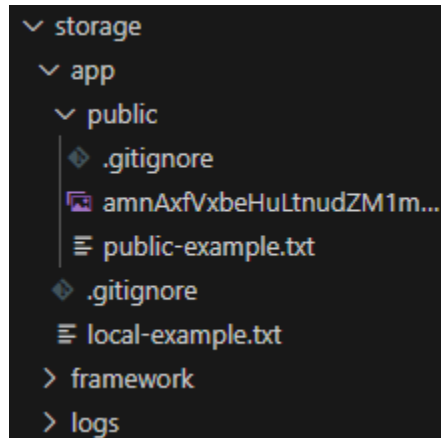 storage
app
public
.gitignore
amnAxfVxbeHuLtnudZM1m...
public-example.txt
.gitignore
local-example.txt
framework
logs